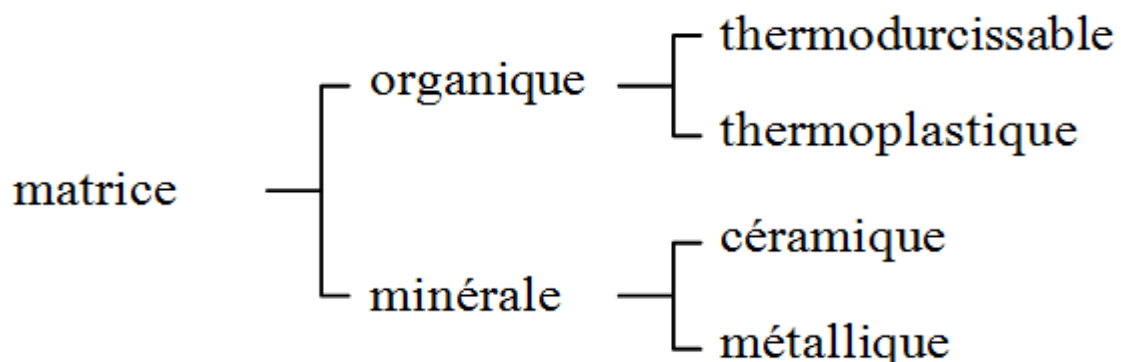 thermodurcissable
organique
thermoplastique
matrice
céramique
minérale
métallique